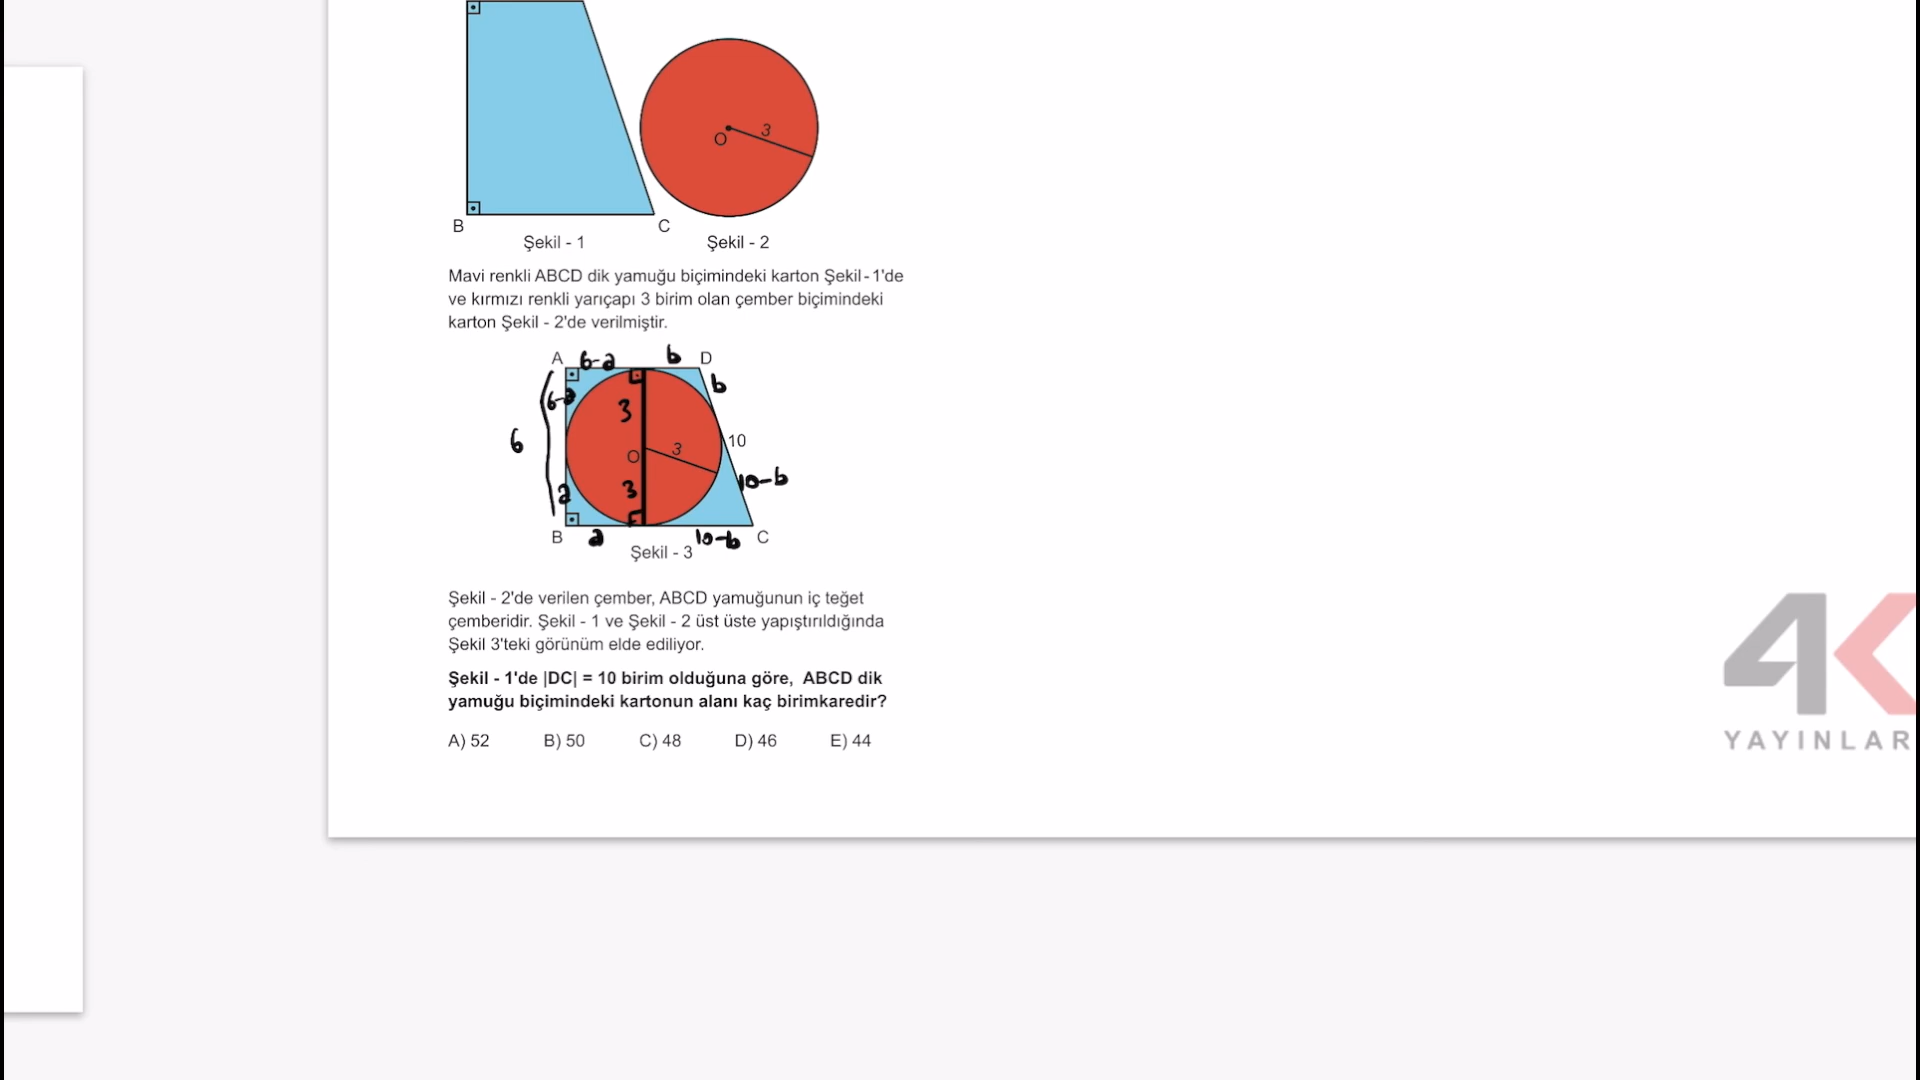 O
3
B
C
Şekil - 1
Şekil - 2
Mavi renkli ABCD dik yamuğu biçimindeki karton Şekil - 1'de
ve kırmızı renkli yarıçapı 3 birim olan çember biçimindeki
karton Şekil - 2'de verilmiştir.
A
6-a
b
D
6-a
b
3
6
10
O
3
3
10-b
a
B
a
10-b
C
Şekil - 3
Şekil - 2'de verilen çember, ABCD yamuğunun iç teğet
çemberidir. Şekil - 1 ve Şekil - 2 üst üste yapıştırıldığında
Şekil 3'teki görünüm elde ediliyor.
Şekil - 1'de |DC| = 10 birim olduğuna göre, ABCD dik
yamuğu biçimindeki kartonun alanı kaç birimkaredir?
A) 52 B) 50 C) 48 D) 46 E) 44
4K
YAYINLAR